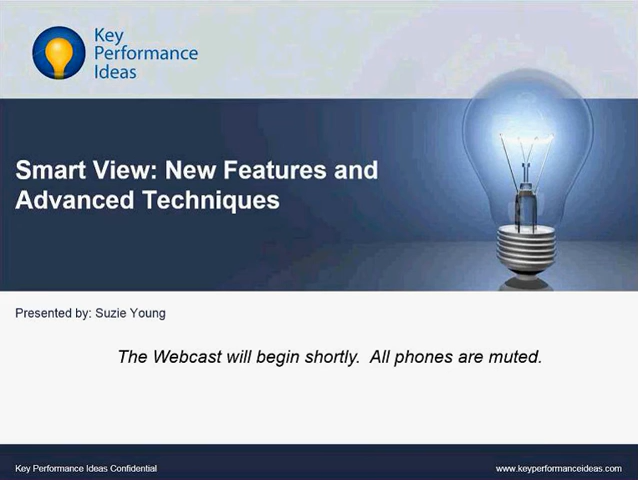 Key
Performance
Ideas
Smart View: New Features and
Advanced Techniques
Presented by: Suzie Young
The Webcast will begin shortly.  All phones are muted.
Key Performance Ideas Confidential
www.keyperformanceideas.com